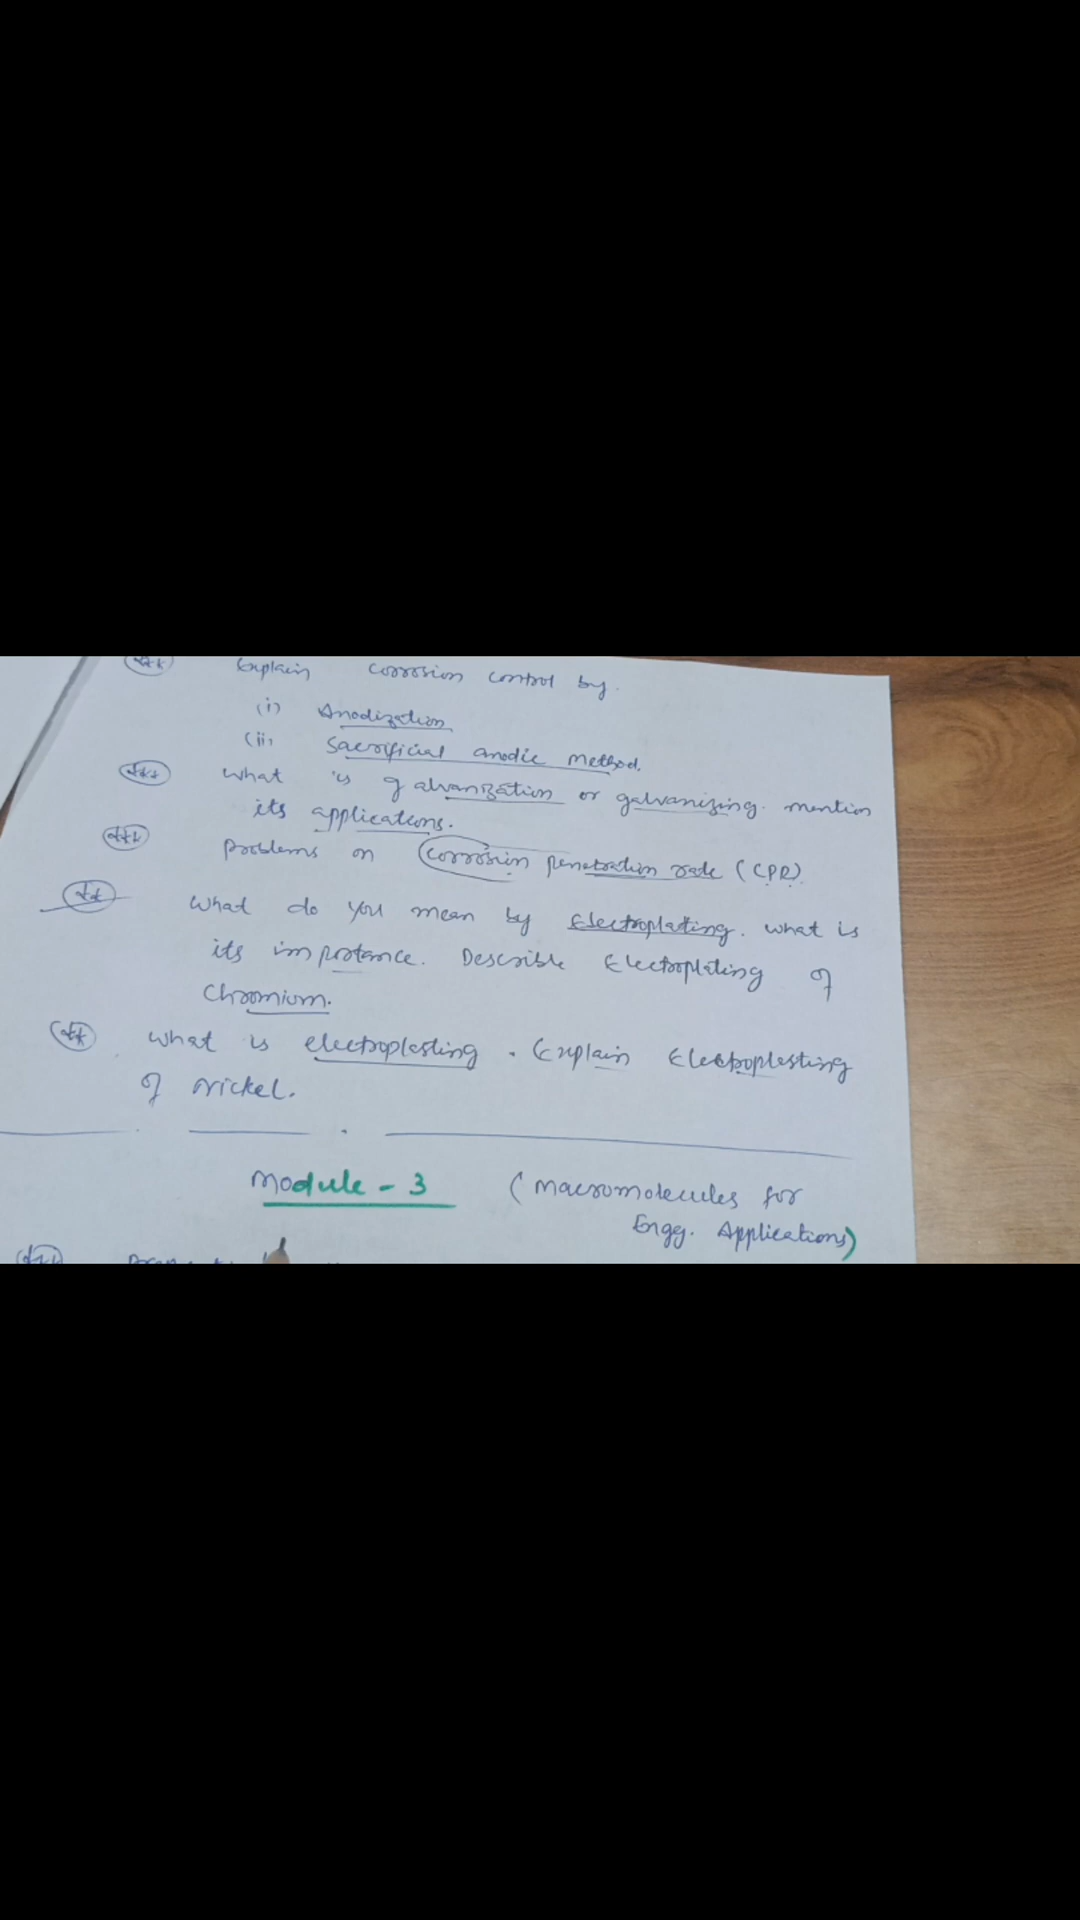 Explain corrosion control by.
(i) Anodization
(ii) Sacrificial anodic method.
What is galvanization or galvanizing. mention
its applications.
problems on corrosion penetration rate (CPR).
What do you mean by Electroplating. What is
its importance. Describle Electroplating of
Chromium.
What is electroplesting. Explain Electroplesting
of Nickel.
Module - 3 (Macromolecules for
Engg. Applications)